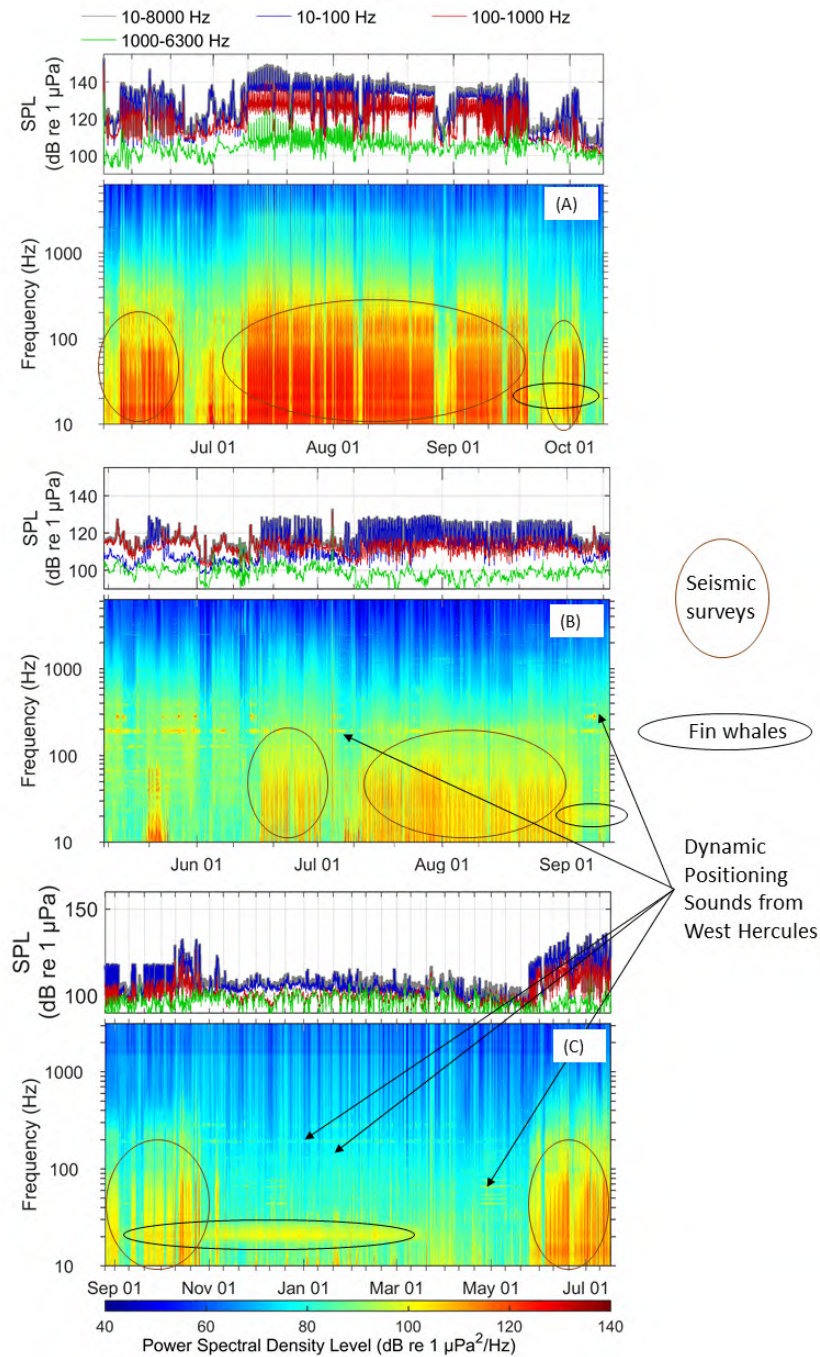 10-8000 Hz 10-100 Hz 100-1000 Hz
1000-6300 Hz
SPL
(dB re 1 µPa)
140
120
100
Frequency (Hz)
1000
100
10
(A)
Jul 01 Aug 01 Sep 01 Oct 01
SPL
(dB re 1 µPa)
140
120
100
Frequency (Hz)
1000
100
10
(B)
Jun 01 Jul 01 Aug 01 Sep 01
Seismic
surveys
Fin whales
Dynamic
Positioning
Sounds from
West Hercules
SPL
(dB re 1 µPa)
150
100
Frequency (Hz)
1000
100
10
(C)
Sep 01 Nov 01 Jan 01 Mar 01 May 01 Jul 01
40 60 80 100 120 140
Power Spectral Density Level (dB re 1 µPa²/Hz)